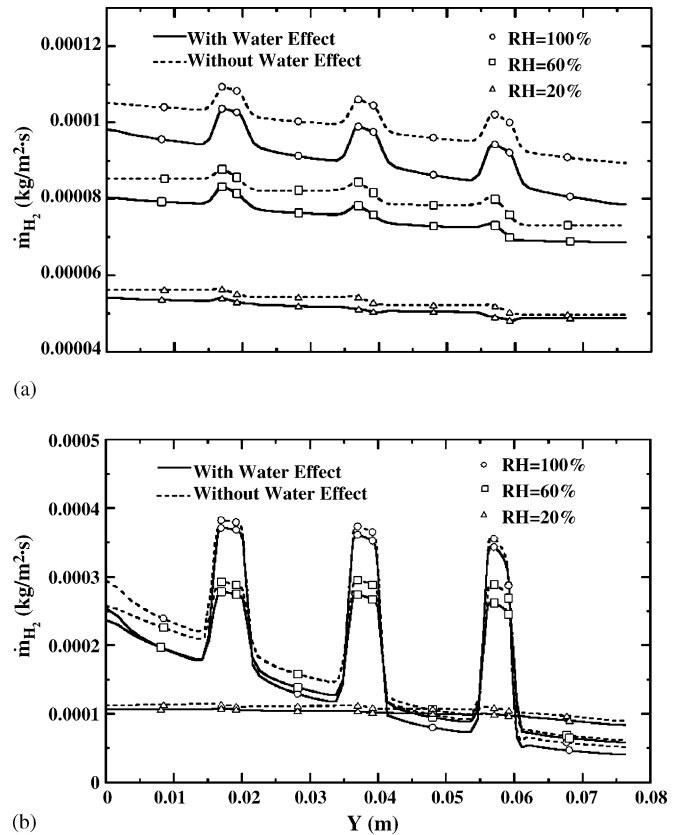 (a)
0.00012
0.0001
0.00008
0.00006
0.00004
ṁH₂ (kg/m²·s)
With Water Effect
Without Water Effect
RH=100%
RH=60%
RH=20%
(b)
0.0005
0.0004
0.0003
0.0002
0.0001
0
ṁH₂ (kg/m²·s)
With Water Effect
Without Water Effect
RH=100%
RH=60%
RH=20%
0 0.01 0.02 0.03 0.04 0.05 0.06 0.07 0.08
Y (m)